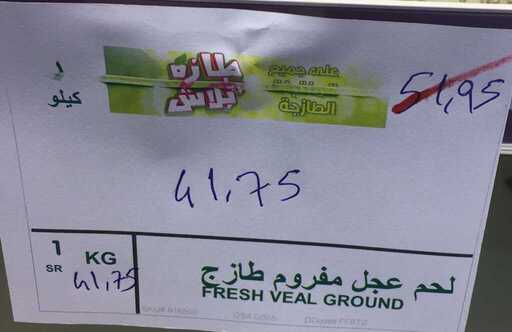 على جميع
الطازجة
طازه
بلاش
51,95
1
كيلو
41,75
1 KG
SR 41,75
لحم عجل مفروم طازج
FRESH VEAL GROUND